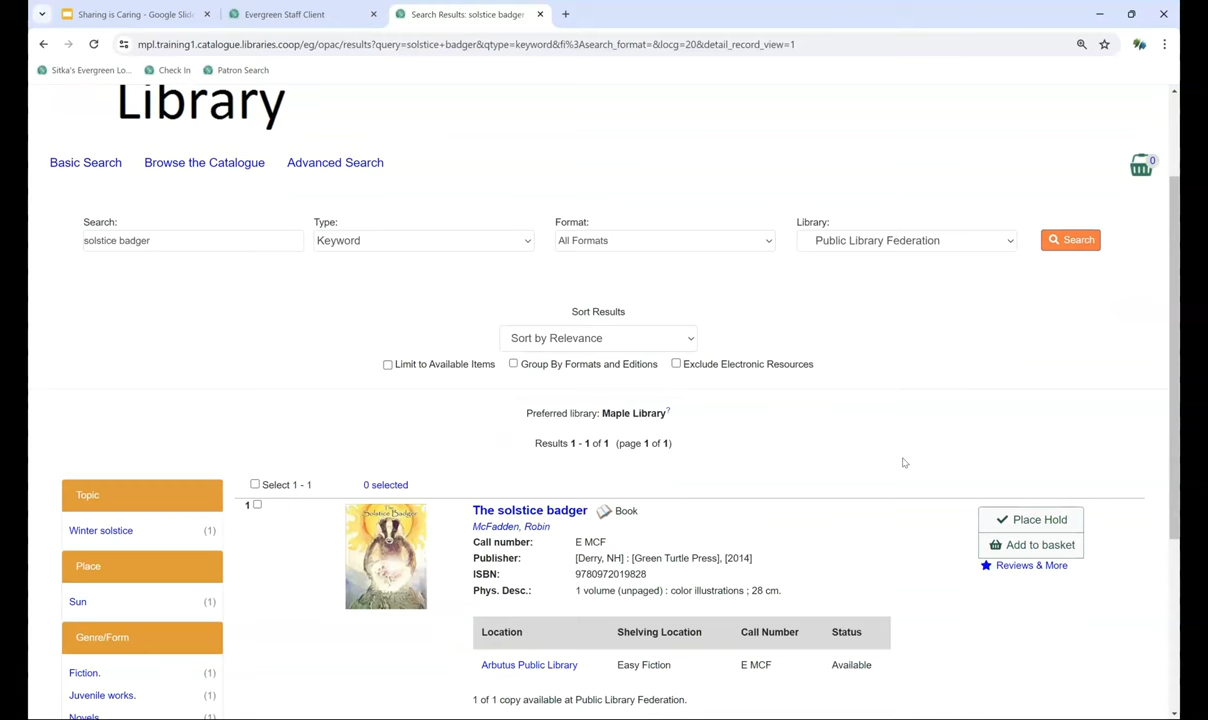 Sharing is Caring - Google Slide
Evergreen Staff Client
Search Results: solstice badger
mpl.training1.catalogue.libraries.coop/eg/opac/results?query=solstice+badger&qtype=keyword&fi%3Asearch_format=&locg=20&detail_record_view=1
Sitka's Evergreen Lo...
Check In
Patron Search
Library
Basic Search
Browse the Catalogue
Advanced Search
0
Search:
Type:
Format:
Library:
solstice badger
Keyword
All Formats
Public Library Federation
Search
Sort Results
Sort by Relevance
Limit to Available Items
Group By Formats and Editions
Exclude Electronic Resources
Preferred library: Maple Library?
Results 1 - 1 of 1 (page 1 of 1)
Select 1 - 1
0 selected
Topic
Winter solstice (1)
Place
Sun (1)
Genre/Form
Fiction. (1)
Juvenile works. (1)
Novels
1
The Solstice Badger
The solstice badger
Book
McFadden, Robin
Call number: E MCF
Publisher: [Derry, NH] : [Green Turtle Press], [2014]
ISBN: 9780972019828
Phys. Desc.: 1 volume (unpaged) : color illustrations ; 28 cm.
Place Hold
Add to basket
Reviews & More
Location Shelving Location Call Number Status
Arbutus Public Library Easy Fiction E MCF Available
1 of 1 copy available at Public Library Federation.